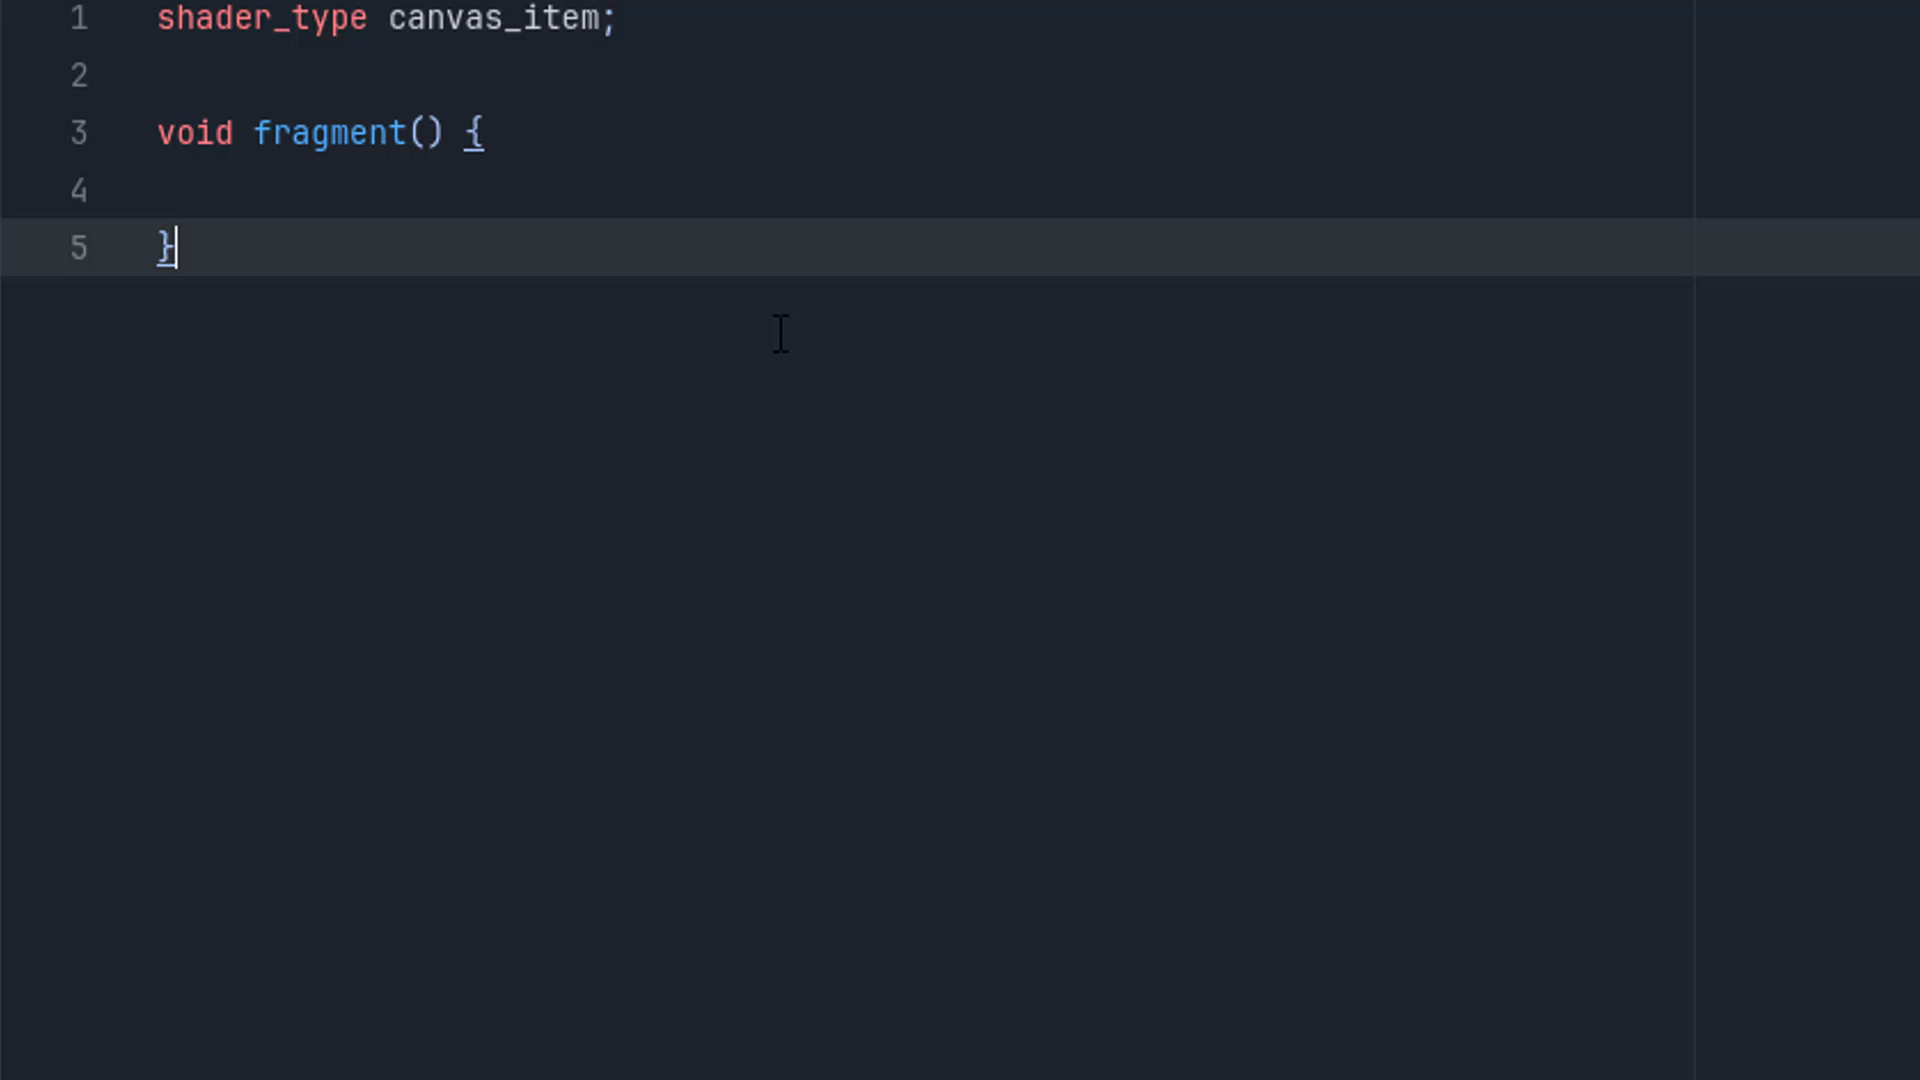 1 shader_type canvas_item;
2
3 void fragment() {
4
5 }